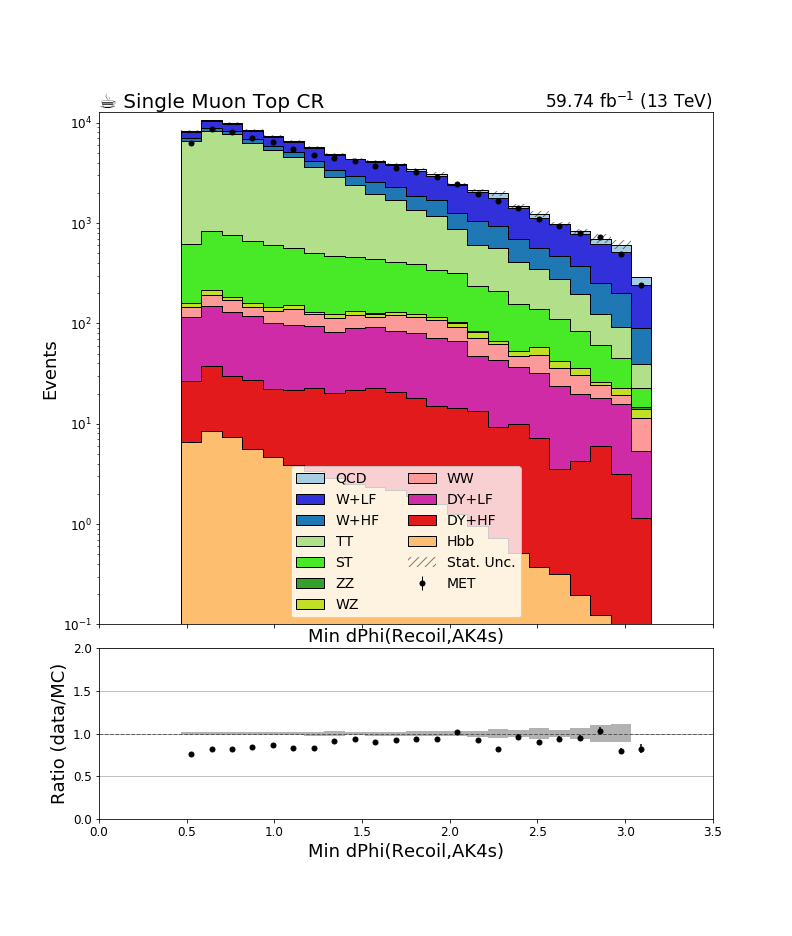 ☕ Single Muon Top CR
59.74 fb⁻¹ (13 TeV)
Events
10⁴
10³
10²
10¹
10⁰
10⁻¹
QCD
W+LF
W+HF
TT
ST
ZZ
WZ
WW
DY+LF
DY+HF
Hbb
Stat. Unc.
MET
Min dPhi(Recoil,AK4s)
Ratio (data/MC)
2.0
1.5
1.0
0.5
0.0
0.0 0.5 1.0 1.5 2.0 2.5 3.0 3.5
Min dPhi(Recoil,AK4s)